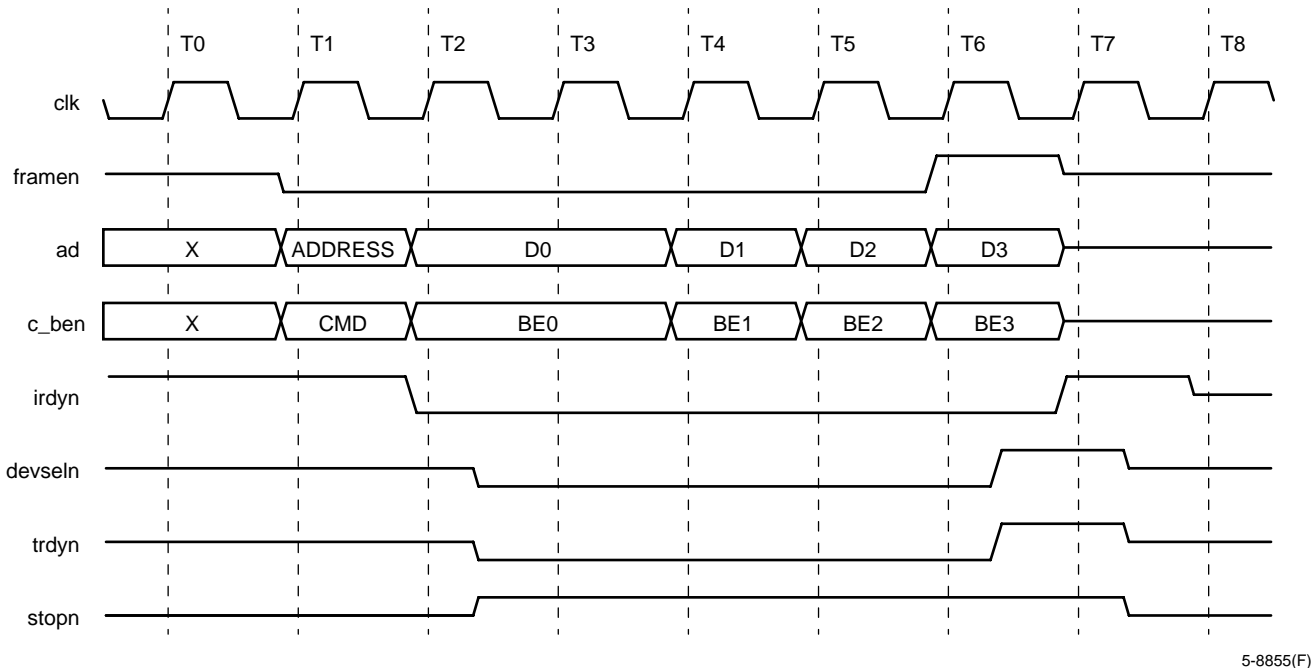 T0 T1 T2 T3 T4 T5 T6 T7 T8
clk
framen
ad X ADDRESS D0 D1 D2 D3
c_ben X CMD BE0 BE1 BE2 BE3
irdyn
devseln
trdyn
stopn
5-8855(F)